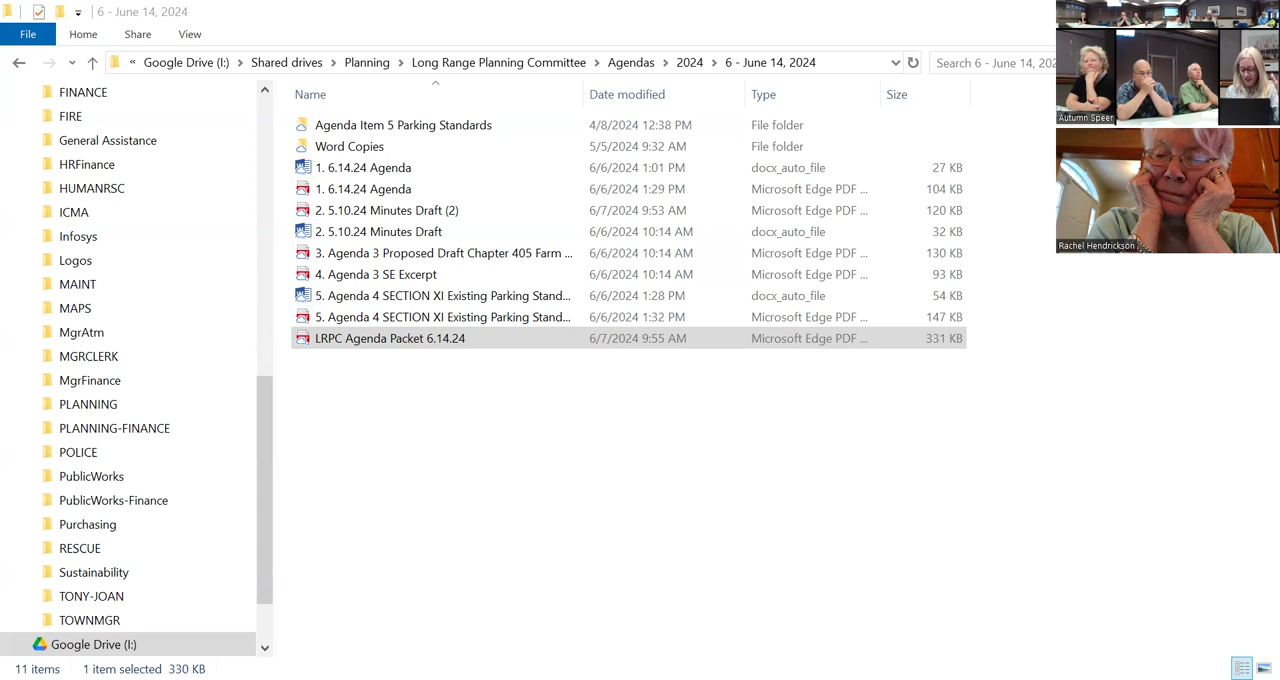 6 - June 14, 2024
File Home Share View
« Google Drive (I:) > Shared drives > Planning > Long Range Planning Committee > Agendas > 2024 > 6 - June 14, 2024
Search 6 - June 14, 202
Name Date modified Type Size
FINANCE
FIRE
General Assistance
HRFinance
HUMANRSC
ICMA
Infosys
Logos
MAINT
MAPS
MgrAtm
MGRCLERK
MgrFinance
PLANNING
PLANNING-FINANCE
POLICE
PublicWorks
PublicWorks-Finance
Purchasing
RESCUE
Sustainability
TONY-JOAN
TOWNMGR
Google Drive (I:)
Agenda Item 5 Parking Standards 4/8/2024 12:38 PM File folder
Word Copies 5/5/2024 9:32 AM File folder
1. 6.14.24 Agenda 6/6/2024 1:01 PM docx_auto_file 27 KB
1. 6.14.24 Agenda 6/6/2024 1:29 PM Microsoft Edge PDF ... 104 KB
2. 5.10.24 Minutes Draft (2) 6/7/2024 9:53 AM Microsoft Edge PDF ... 120 KB
2. 5.10.24 Minutes Draft 6/6/2024 10:14 AM docx_auto_file 32 KB
3. Agenda 3 Proposed Draft Chapter 405 Farm ... 6/6/2024 10:14 AM Microsoft Edge PDF ... 130 KB
4. Agenda 3 SE Excerpt 6/6/2024 10:14 AM Microsoft Edge PDF ... 93 KB
5. Agenda 4 SECTION XI Existing Parking Stand... 6/6/2024 1:28 PM docx_auto_file 54 KB
5. Agenda 4 SECTION XI Existing Parking Stand... 6/6/2024 1:32 PM Microsoft Edge PDF ... 147 KB
LRPC Agenda Packet 6.14.24 6/7/2024 9:55 AM Microsoft Edge PDF ... 331 KB
11 items 1 item selected 330 KB
Autumn Speer
Rachel Hendrickson